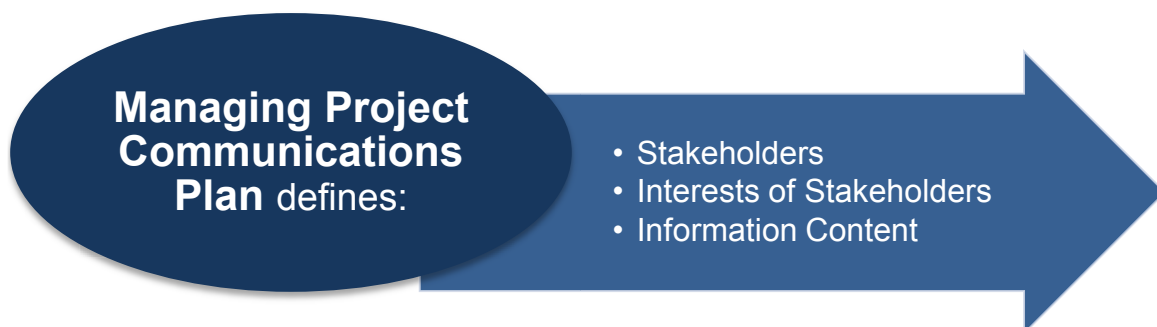 Managing Project
Communications
Plan defines:
• Stakeholders
• Interests of Stakeholders
• Information Content